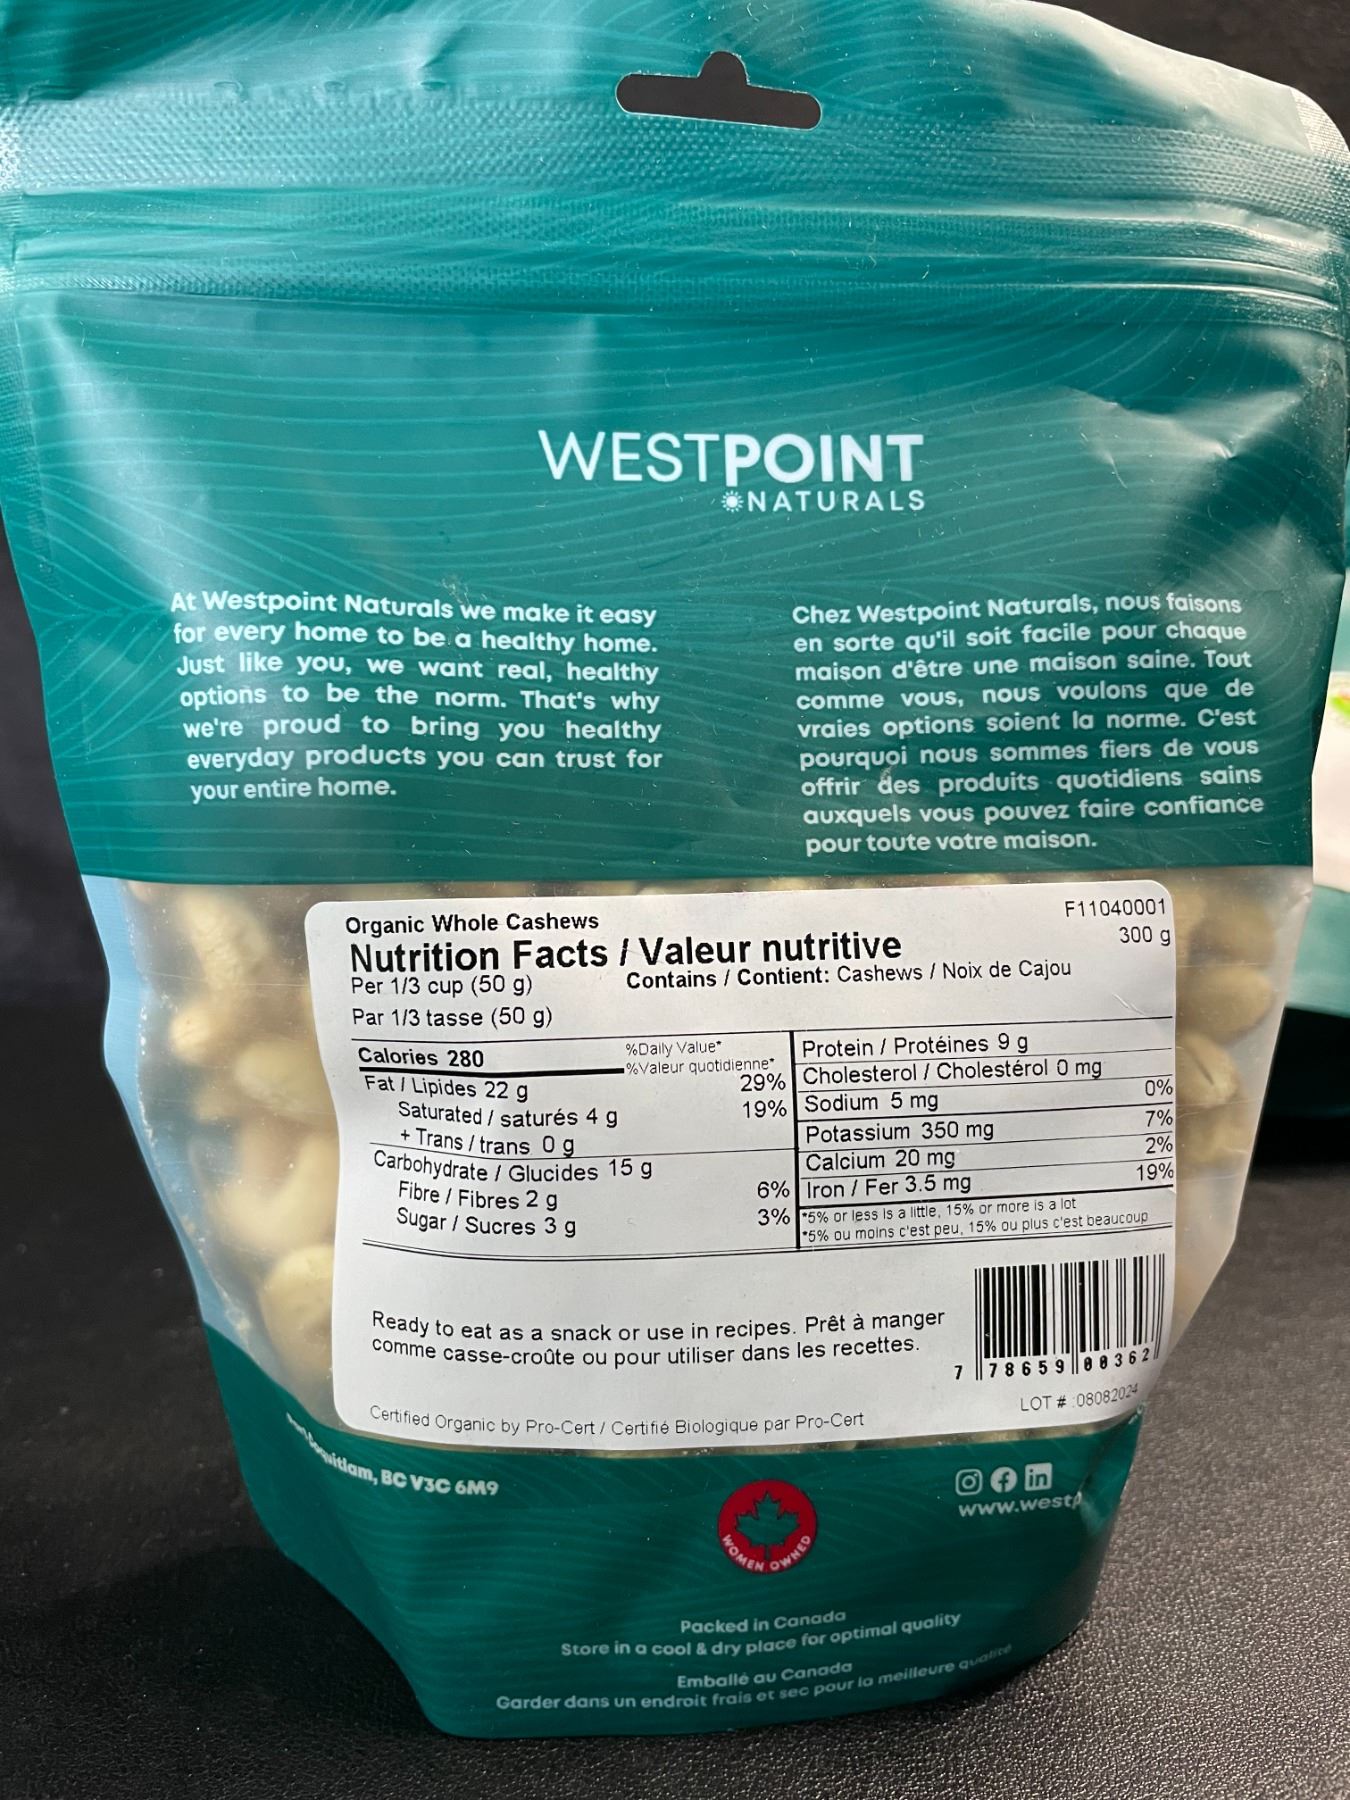 WESTPOINT
NATURALS
At Westpoint Naturals we make it easy
for every home to be a healthy home.
Just like you, we want real, healthy
options to be the norm. That's why
we're proud to bring you healthy
everyday products you can trust for
your entire home.
Chez Westpoint Naturals, nous faisons
en sorte qu'il soit facile pour chaque
maison d'être une maison saine. Tout
comme vous, nous voulons que de
vraies options soient la norme. C'est
pourquoi nous sommes fiers de vous
offrir des produits quotidiens sains
auxquels vous pouvez faire confiance
pour toute votre maison.
Organic Whole Cashews
F11040001
Nutrition Facts / Valeur nutritive
300 g
Per 1/3 cup (50 g)
Contains / Contient: Cashews / Noix de Cajou
Par 1/3 tasse (50 g)
Calories 280
%Daily Value*
%Valeur quotidienne*
Fat / Lipides 22 g 29%
Saturated / saturés 4 g 19%
+ Trans / trans 0 g
Carbohydrate / Glucides 15 g
Fibre / Fibres 2 g 6%
Sugar / Sucres 3 g 3%
Protein / Protéines 9 g
Cholesterol / Cholestérol 0 mg
Sodium 5 mg 0%
Potassium 350 mg 7%
Calcium 20 mg 2%
Iron / Fer 3.5 mg 19%
*5% or less is a little, 15% or more is a lot
*5% ou moins c'est peu, 15% ou plus c'est beaucoup
Ready to eat as a snack or use in recipes. Prêt à manger
comme casse-croûte ou pour utiliser dans les recettes.
7 78659 00362
LOT # :08082024
Certified Organic by Pro-Cert / Certifié Biologique par Pro-Cert
BC V3C 6M9
in
www.westp
WOMEN OWNED
Packed in Canada
Store in a cool & dry place for optimal quality
Emballé au Canada
Garder dans un endroit frais et sec pour la meilleure qualité